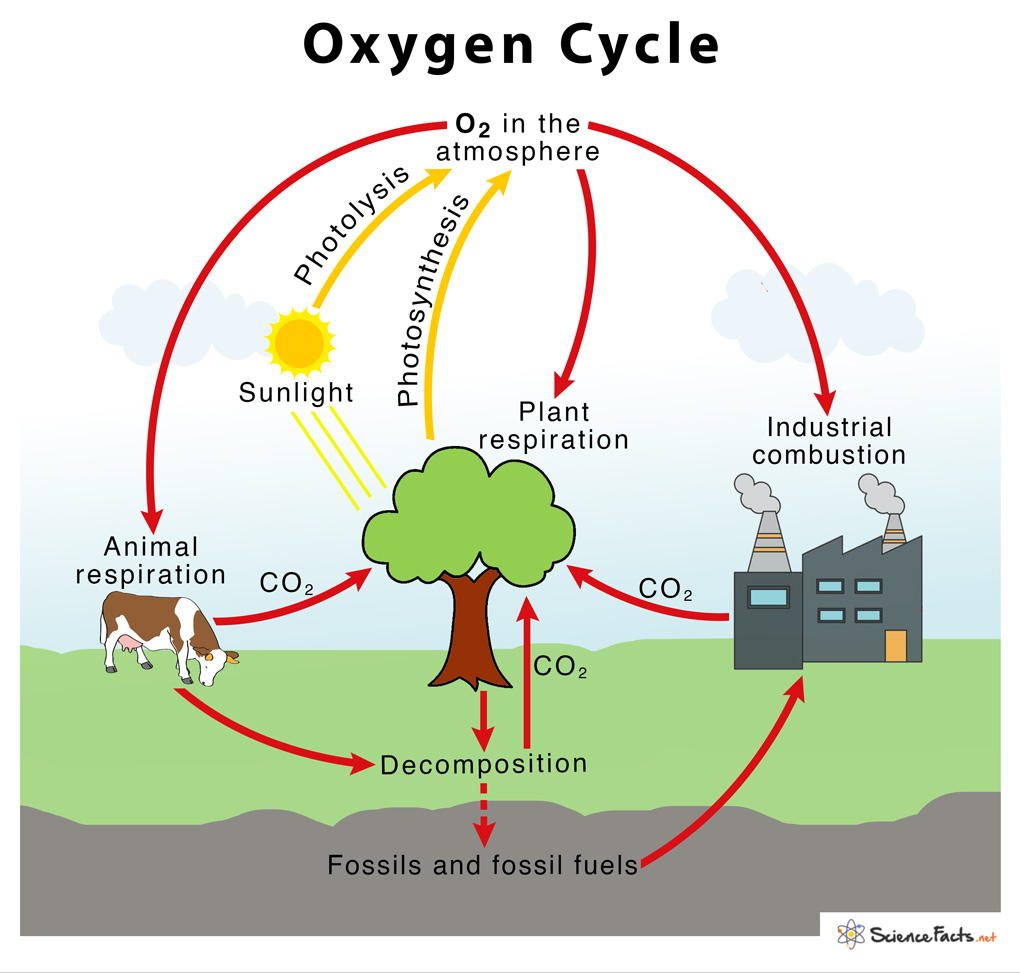 Oxygen Cycle
O₂ in the
atmosphere
Photolysis
Photosynthesis
Sunlight
Plant
respiration
Industrial
combustion
Animal
respiration
CO₂
CO₂
CO₂
Decomposition
Fossils and fossil fuels
ScienceFacts.net